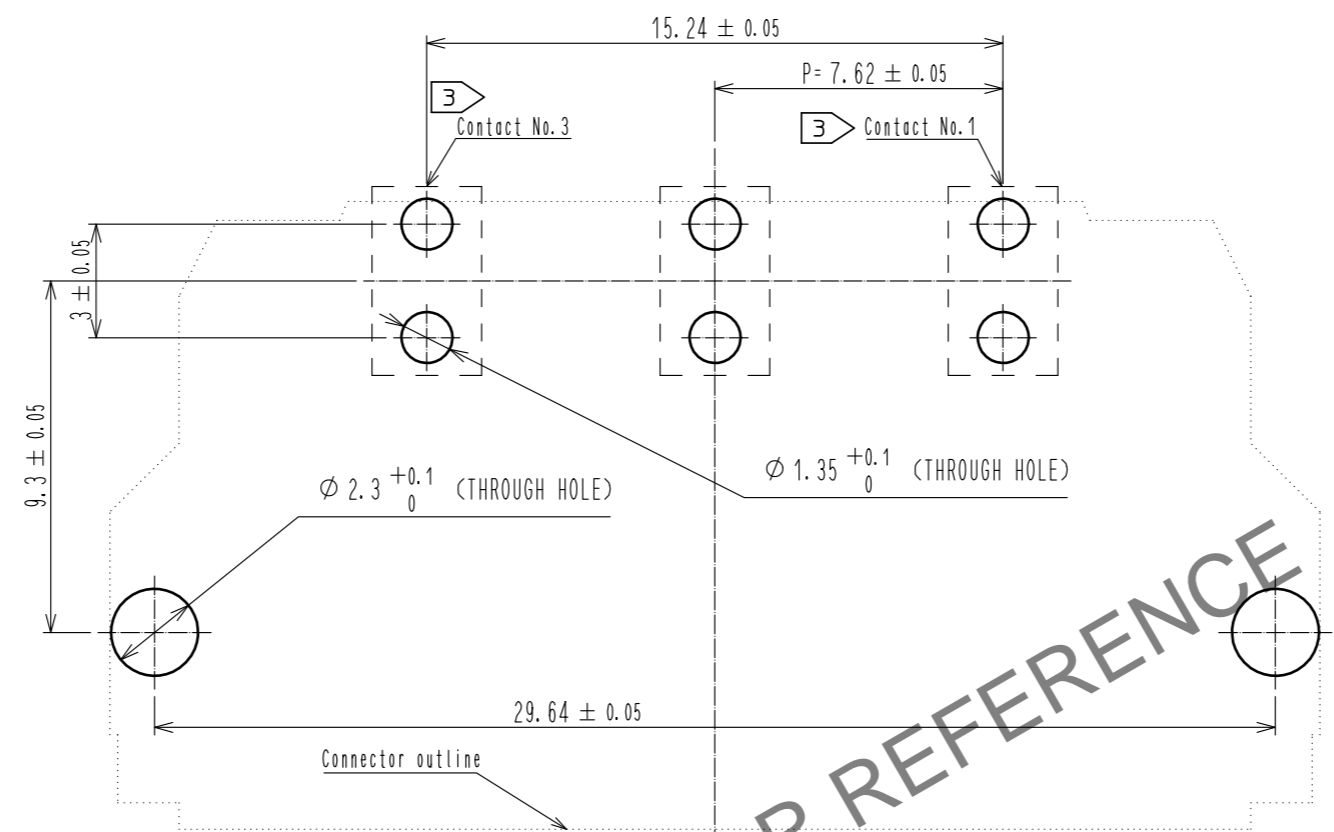 15.24 ± 0.05
P= 7.62 ± 0.05
3
Contact No.3
3
Contact No.1
3 ± 0.05
9.3 ± 0.05
Ø 2.3 +0.1 0 (THROUGH HOLE)
Ø 1.35 +0.1 0 (THROUGH HOLE)
29.64 ± 0.05
Connector outline
R REFERENCE